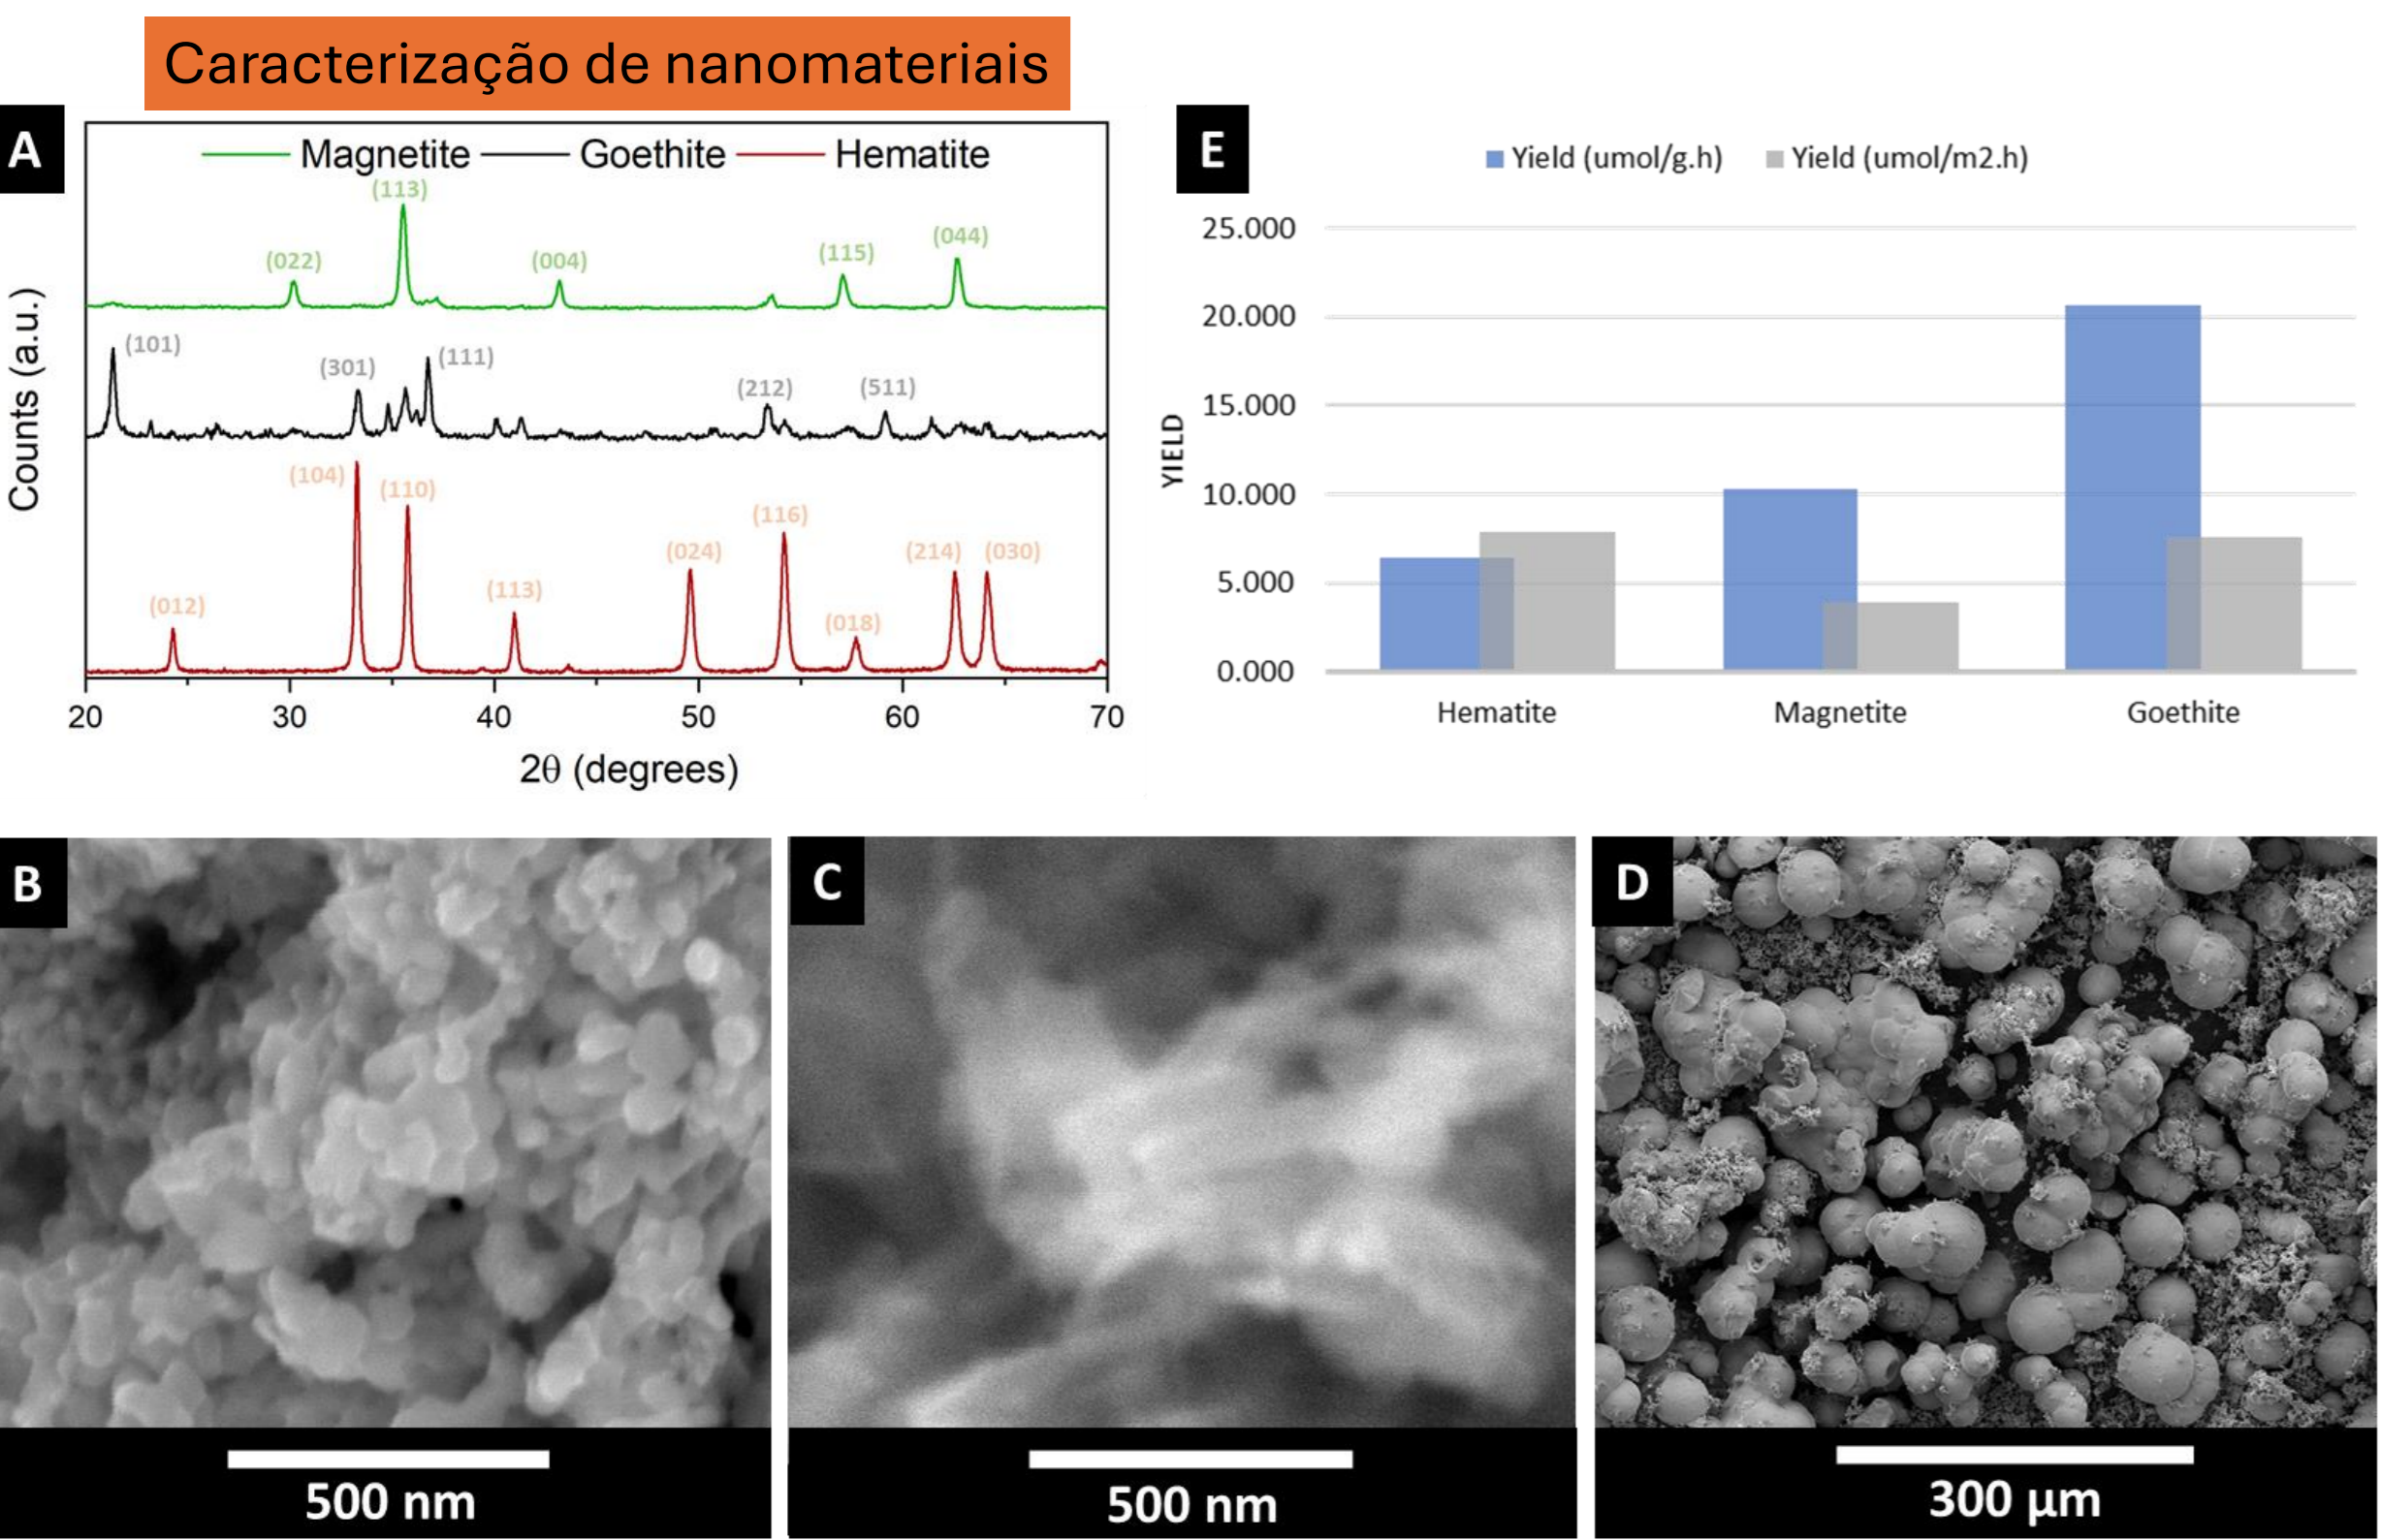 Caracterização de nanomateriais
A
Magnetite Goethite Hematite
(113)
(022)
(004)
(115)
(044)
(101)
(301)
(111)
(212)
(511)
(104)
(110)
(012)
(113)
(024)
(116)
(018)
(214)
(030)
Counts (a.u.)
20 30 40 50 60 70
2θ (degrees)
E
Yield (umol/g.h) Yield (umol/m2.h)
YIELD
25.000
20.000
15.000
10.000
5.000
0.000
Hematite Magnetite Goethite
B
500 nm
C
500 nm
D
300 µm